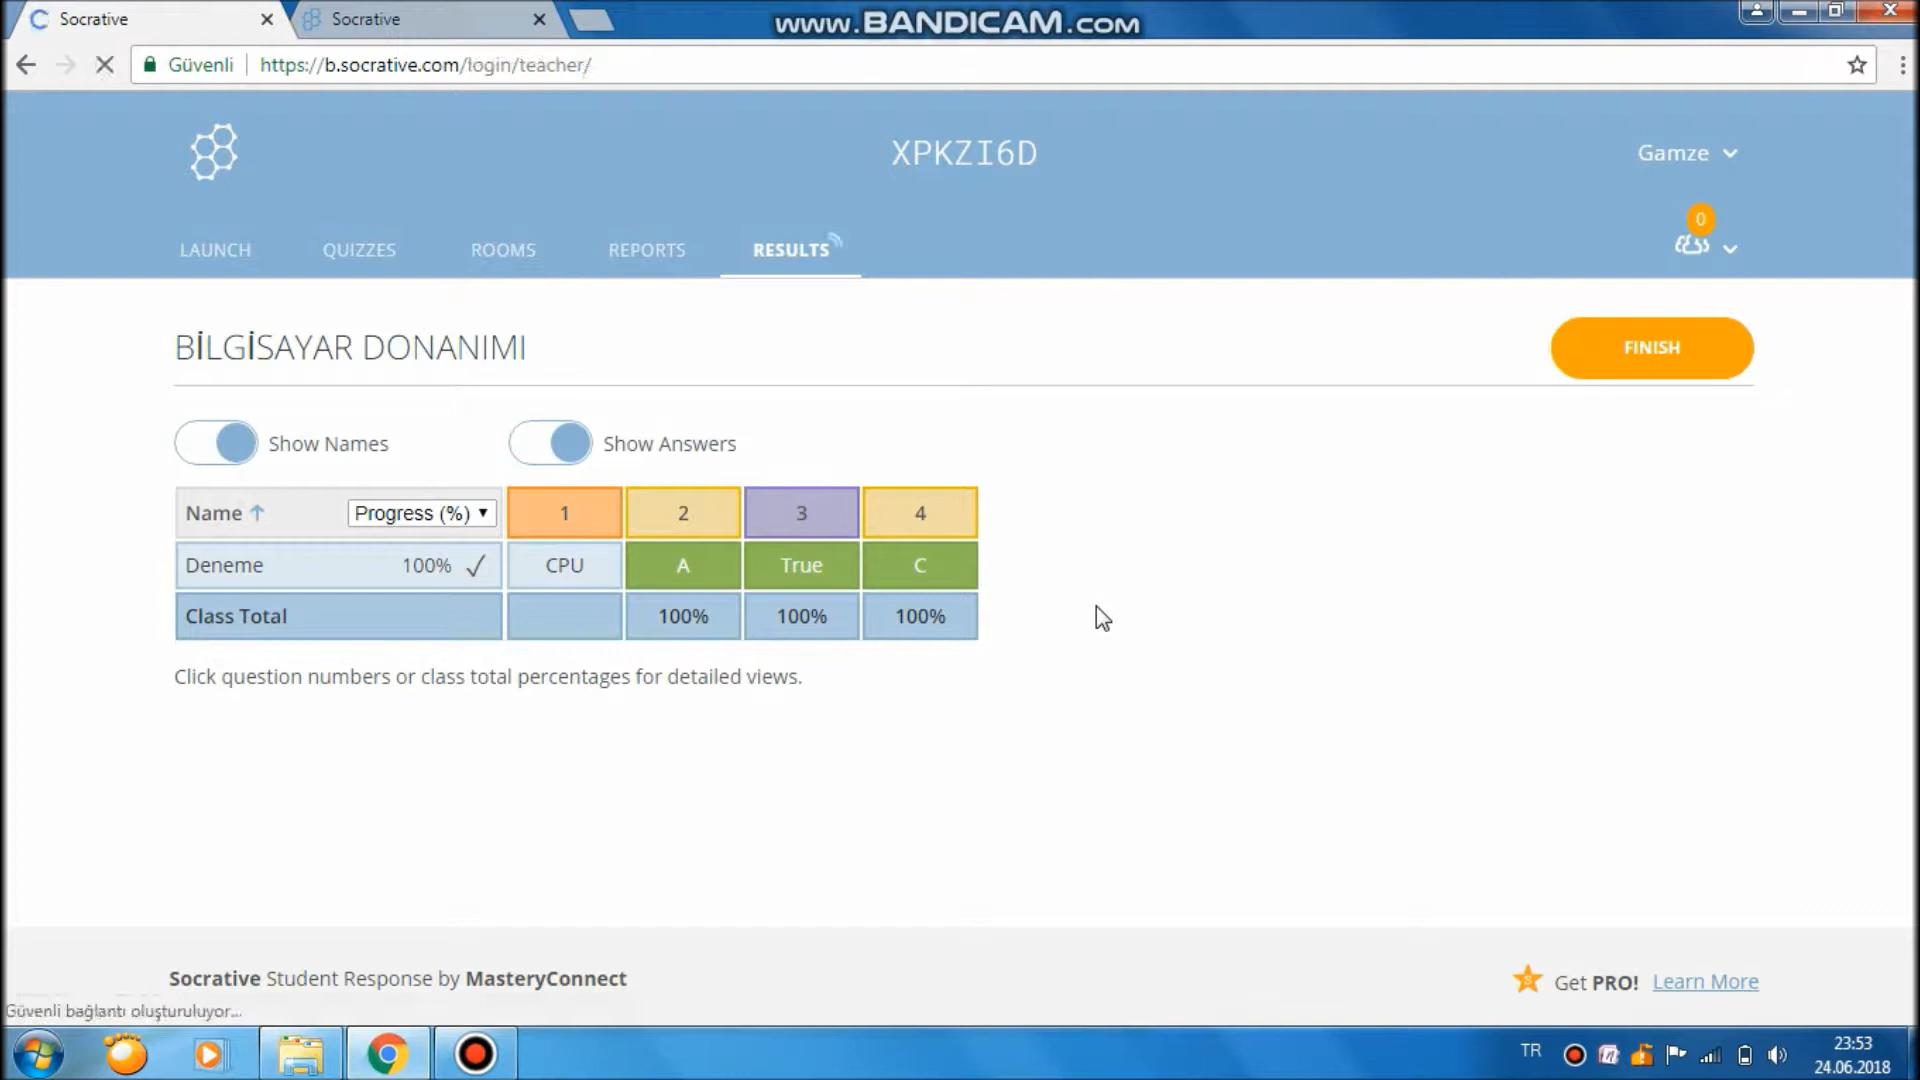 Socrative
Socrative
www.BANDICAM.com
Güvenli
https://b.socrative.com/login/teacher/
XPKZI6D
Gamze
0
LAUNCH
QUIZZES
ROOMS
REPORTS
RESULTS
BİLGİSAYAR DONANIMI
FINISH
Show Names
Show Answers
Name Progress (%) 1 2 3 4
Deneme 100% ✓ CPU A True C
Class Total 100% 100% 100%
Click question numbers or class total percentages for detailed views.
Socrative Student Response by MasteryConnect
Get PRO! Learn More
Güvenli bağlantı oluşturuluyor...
TR
23:53
24.06.2018